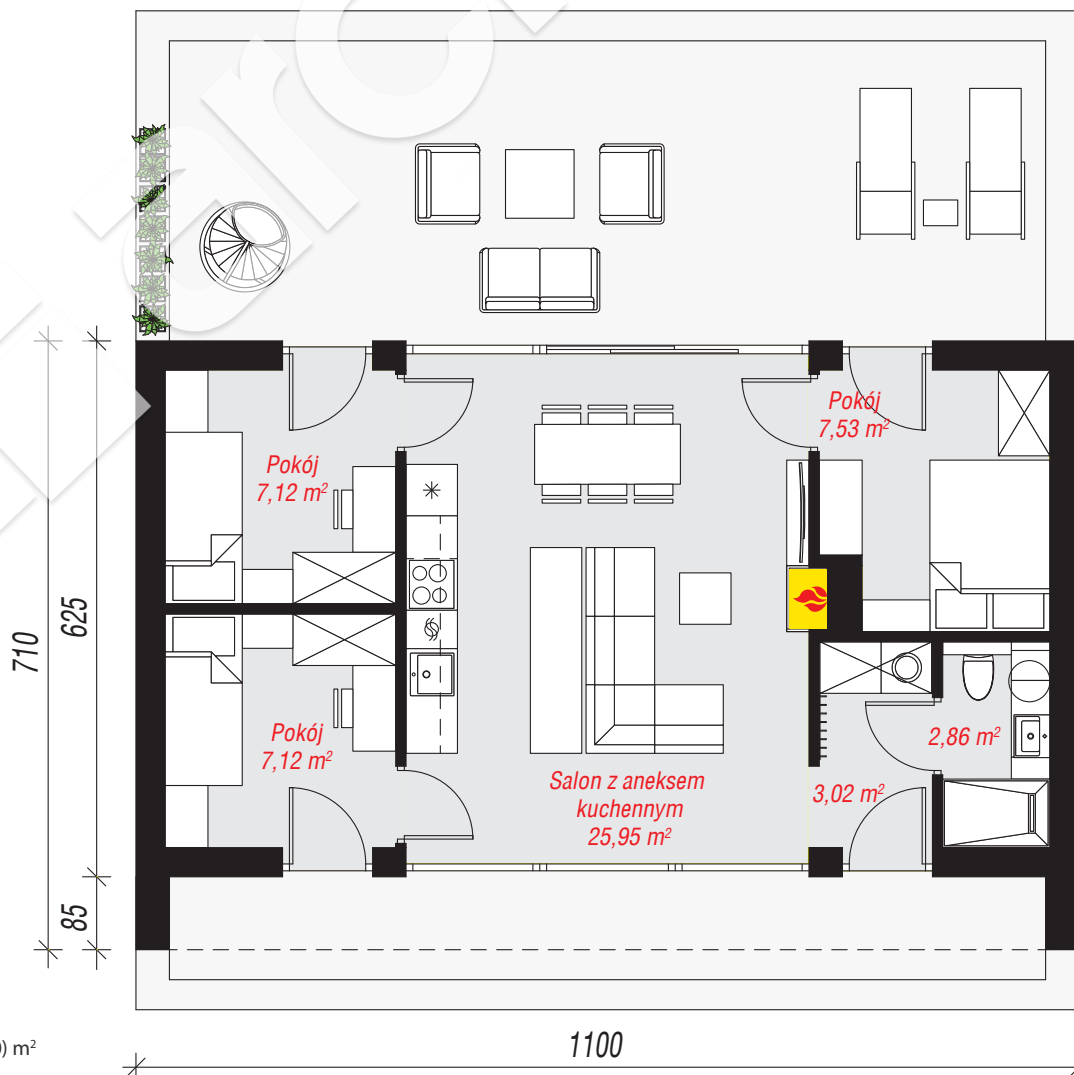 Pokój
7,53 m²
Pokój
7,12 m²
625
710
Pokój
7,12 m²
2,86 m²
Salon z aneksem
kuchennym
25,95 m²
3,02 m²
85
1100
) m²